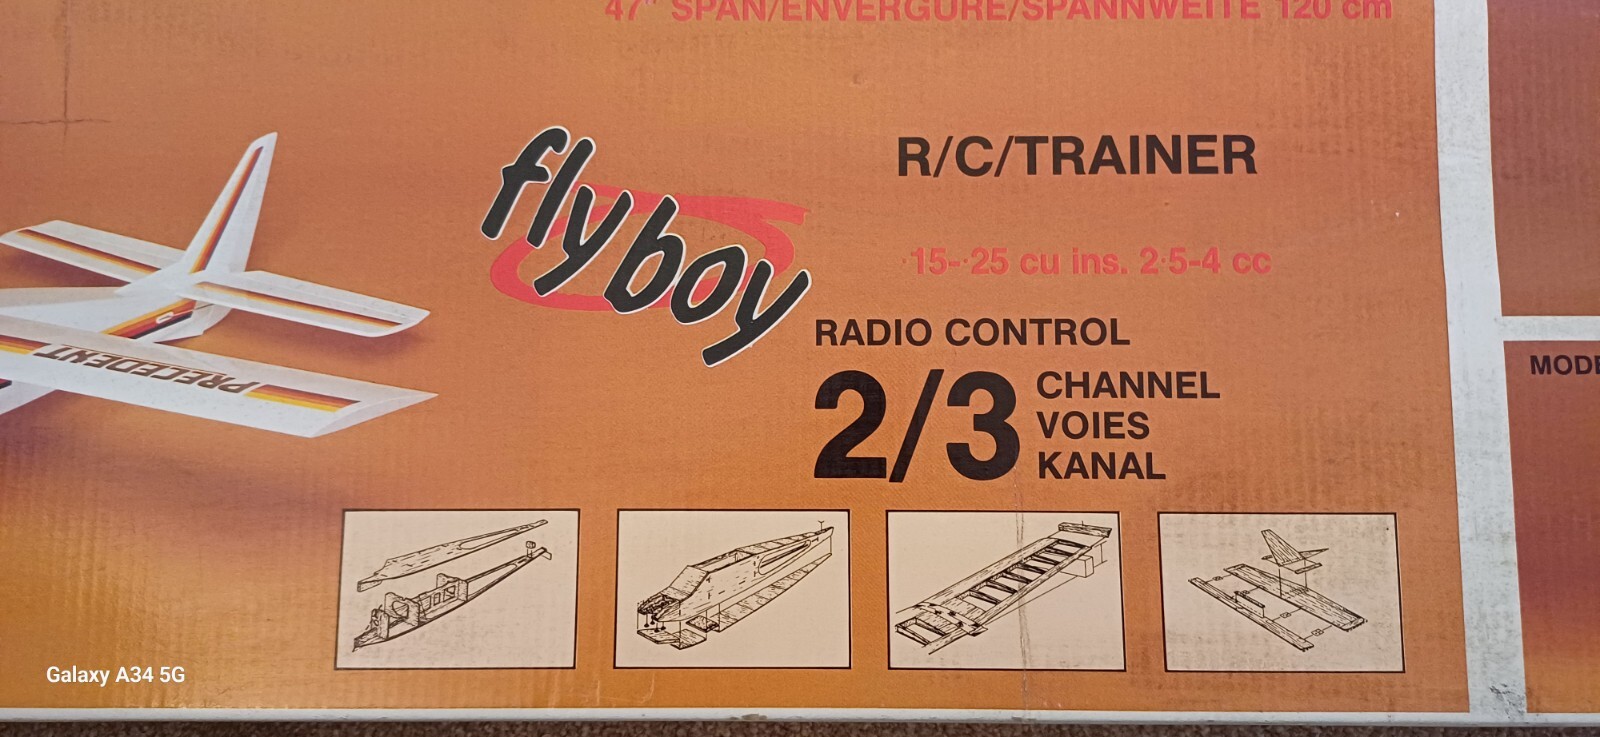 47" SPAN/ENVERGURE/SPANNWEITE 120 cm
flyboy
R/C/TRAINER
·15-·25 cu ins. 2·5-4 cc
RADIO CONTROL
2/3 CHANNEL
VOIES
KANAL
PRECEDENT
Galaxy A34 5G